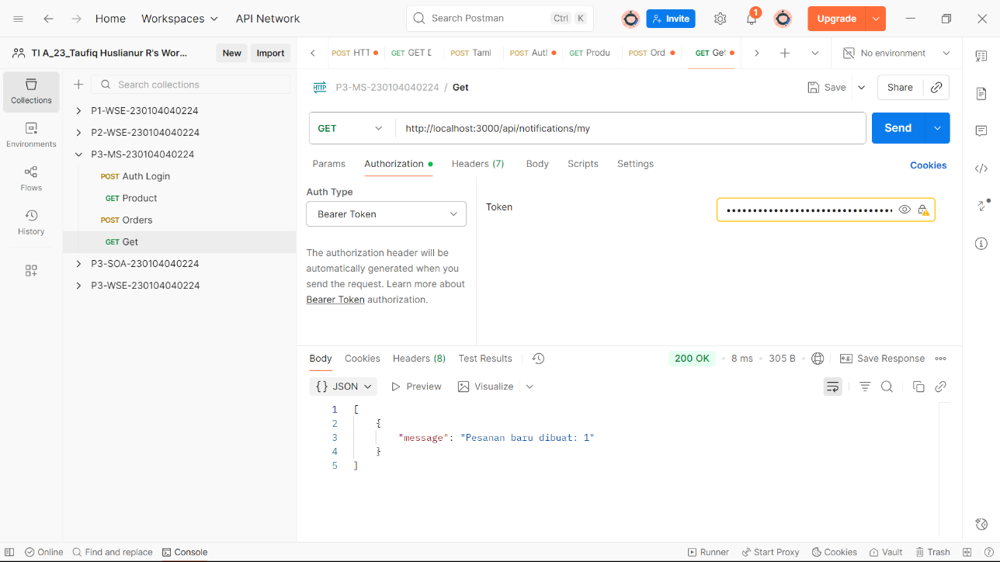 Home Workspaces API Network Search Postman Ctrl K Invite 1 Upgrade
TI A_23_Taufiq Huslianur R's Wor... New Import
POST HTT GET GET D POST Taml POST Autl GET Produ POST Ord GET Get No environment
Collections
Environments
Flows
History
Search collections
P1-WSE-230104040224
P2-WSE-230104040224
P3-MS-230104040224
POST Auth Login
GET Product
POST Orders
GET Get
P3-SOA-230104040224
P3-WSE-230104040224
HTTP P3-MS-230104040224 / Get Save Share
GET http://localhost:3000/api/notifications/my Send
Params Authorization Headers (7) Body Scripts Settings Cookies
Auth Type
Bearer Token
Token
The authorization header will be
automatically generated when you
send the request. Learn more about
Bearer Token authorization.
Body Cookies Headers (8) Test Results 200 OK • 8 ms • 305 B • e.g. Save Response
{} JSON Preview Visualize
1 [
2 {
3 "message": "Pesanan baru dibuat: 1"
4 }
5 ]
Online Find and replace Console Runner Start Proxy Cookies Vault Trash